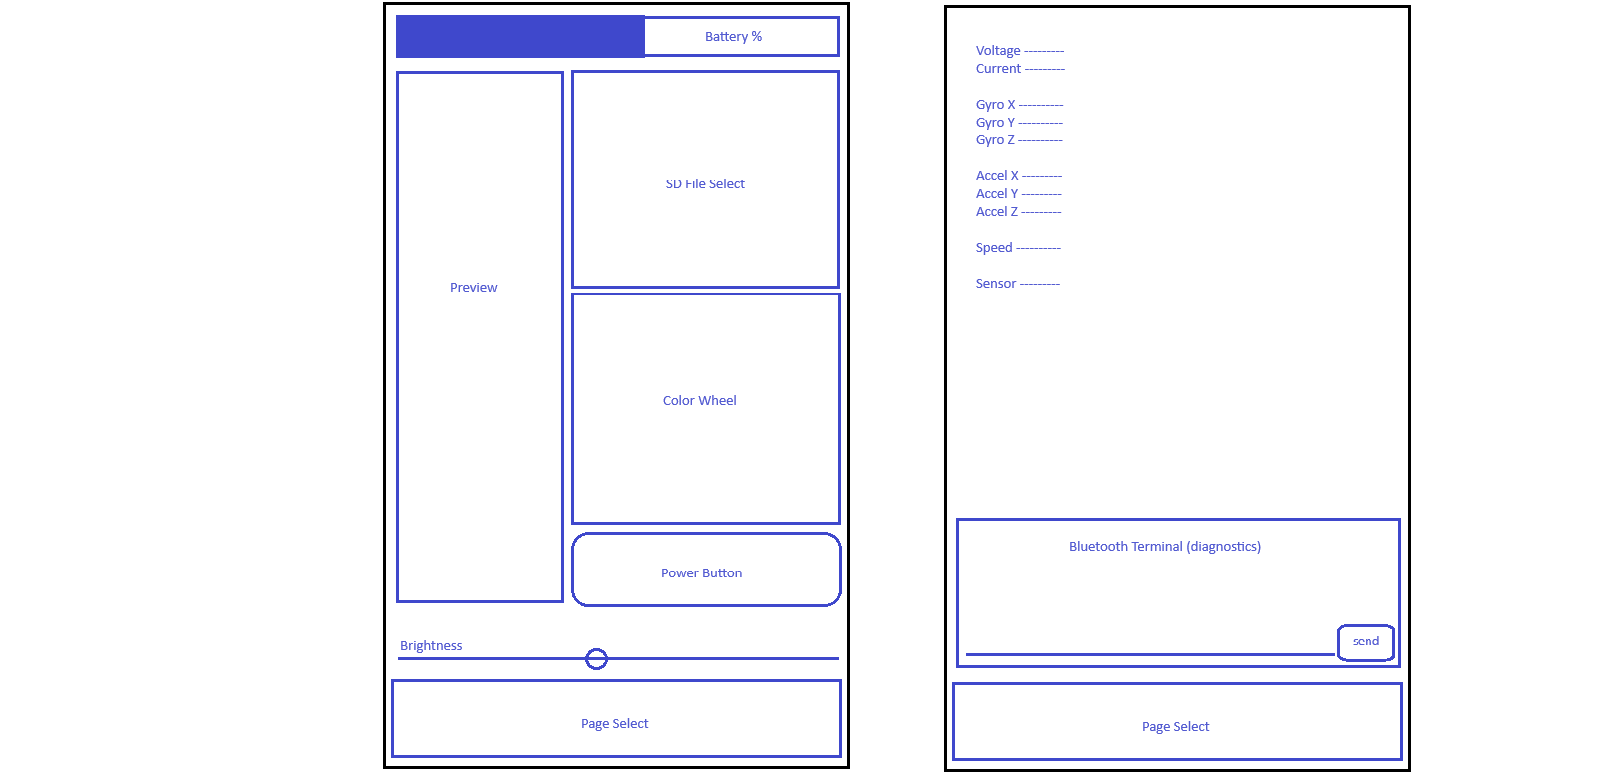 Battery %
SD File Select
Preview
Color Wheel
Power Button
Brightness
Page Select
Voltage ---------
Current ---------
Gyro X ----------
Gyro Y ----------
Gyro Z ----------
Accel X ---------
Accel Y ---------
Accel Z ---------
Speed ----------
Sensor ---------
Bluetooth Terminal (diagnostics)
send
Page Select